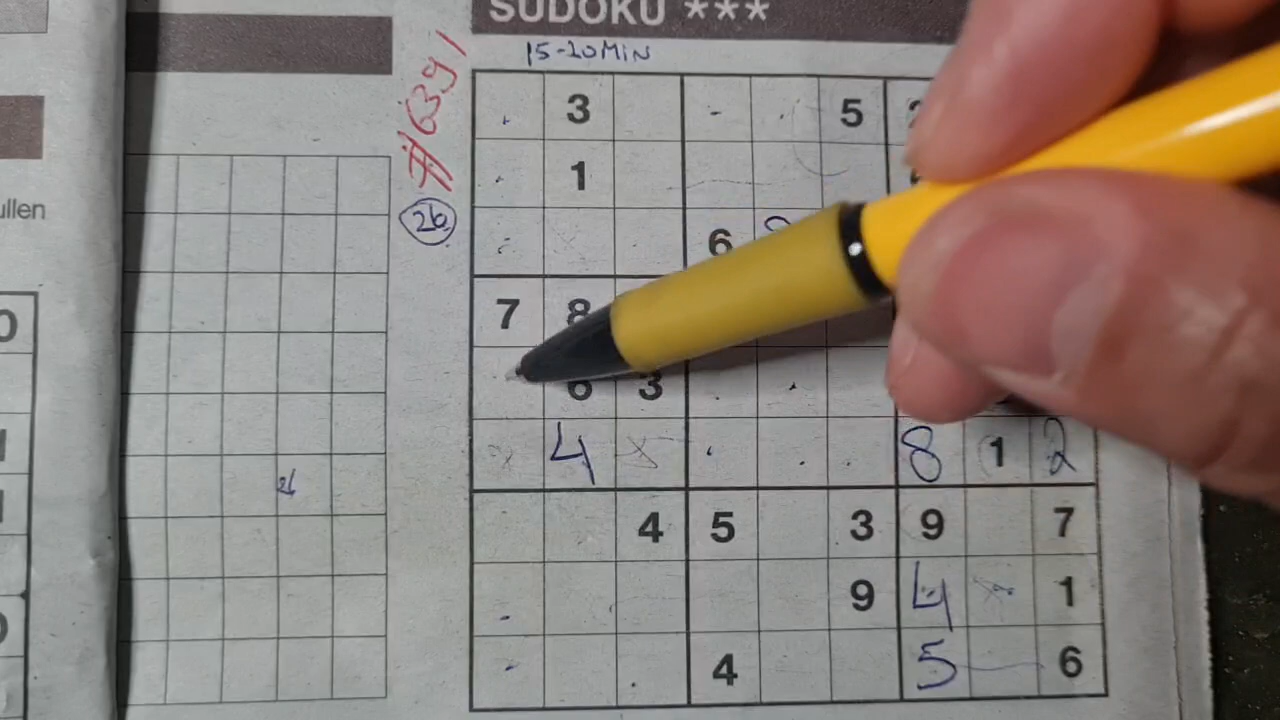 SUDOKU ***
15-20MIN
#6391
26
ullen
3 5
1
6
7 8
6 3
4 8 1 2
4 5 3 9 7
9 4 1
4 5 6